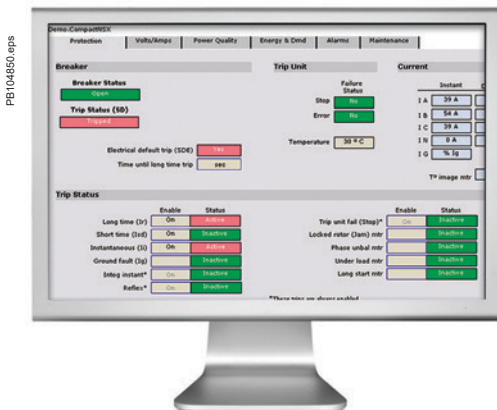 PB104850.eps
Demo.CompactNSX
Protection Volts/Amps Power Quality Energy & Dmd Alarms Maintenance
Breaker Trip Unit Current
Breaker Status
Open
Trip Status (SD)
Tripped
Electrical default trip (SDE) Yes
Time until long time trip sec
Failure
Status
Stop No
Error No
Temperature 38 ° C
Instant
I A 39 A
I B 54 A
I C 39 A
I N 0 A
I G % Ig
T° image mtr
Trip Status
Enable Status
Long time (Ir) On Active
Short time (Isd) On Inactive
Instantaneous (Ii) On Active
Ground fault (Ig) Inactive
Integ instant* On Inactive
Reflex* On Inactive
Enable Status
Trip unit fail (Stop)* On Inactive
Locked rotor (Jam) mtr Inactive
Phase unbal mtr Inactive
Under load mtr Inactive
Long start mtr Inactive
*These trips are always enabled